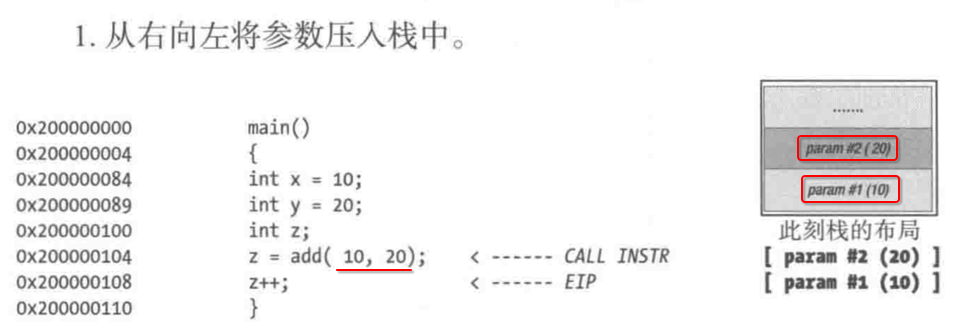 1. 从右向左将参数压入栈中。
0x200000000 main()
0x200000004 {
0x200000084 int x = 10;
0x200000089 int y = 20;
0x200000100 int z;
0x200000104 z = add( 10, 20); < ------ CALL INSTR
0x200000108 z++; < ------ EIP
0x200000110 }
.......
param #2 ( 20)
param #1 (10)
此刻栈的布局
[ param #2 (20) ]
[ param #1 (10) ]